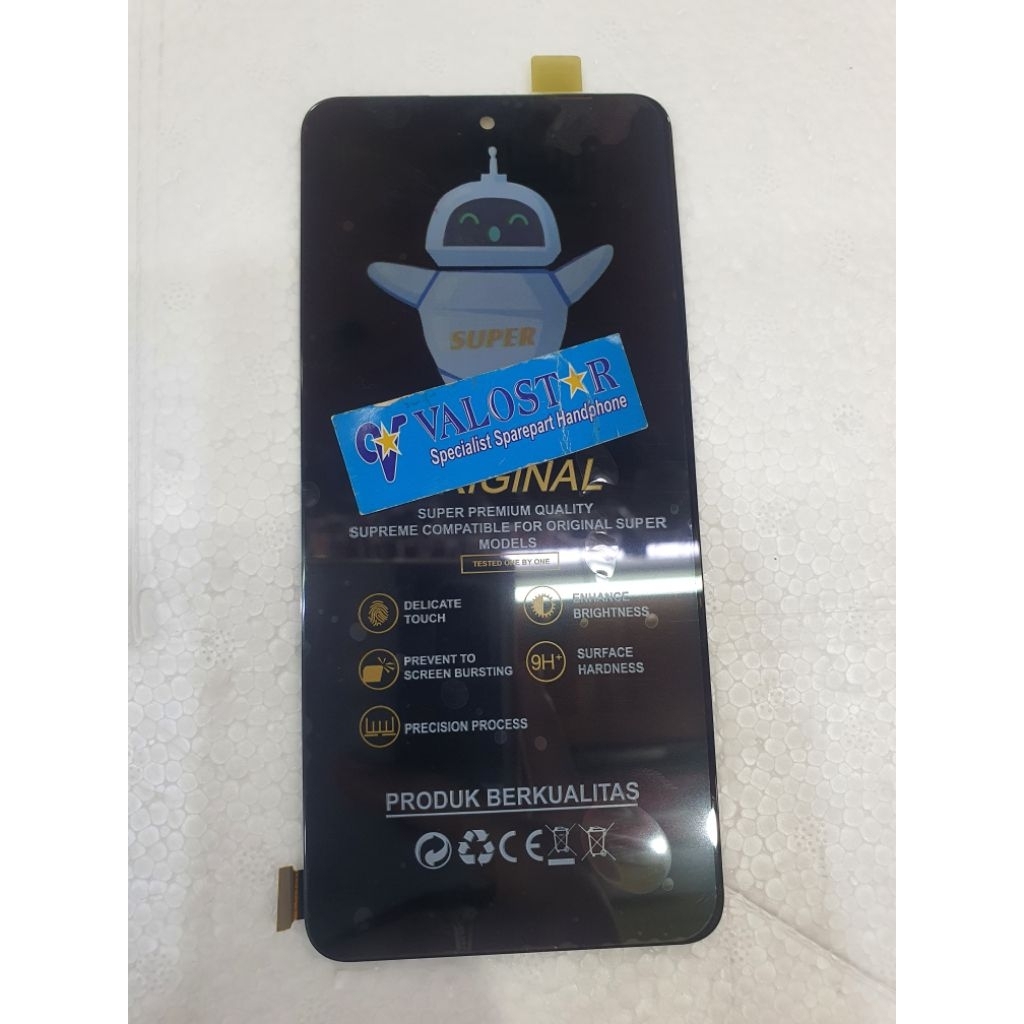 SUPER
VALOSTAR
Specialist Sparepart Handphone
RIGINAL
SUPER PREMIUM QUALITY
SUPREME COMPATIBLE FOR ORIGINAL SUPER
MODELS
TESTED ONE BY ONE
DELICATE
TOUCH
ENHANCE
BRIGHTNESS
PREVENT TO
SCREEN BURSTING
9H+
SURFACE
HARDNESS
PRECISION PROCESS
PRODUK BERKUALITAS
CE